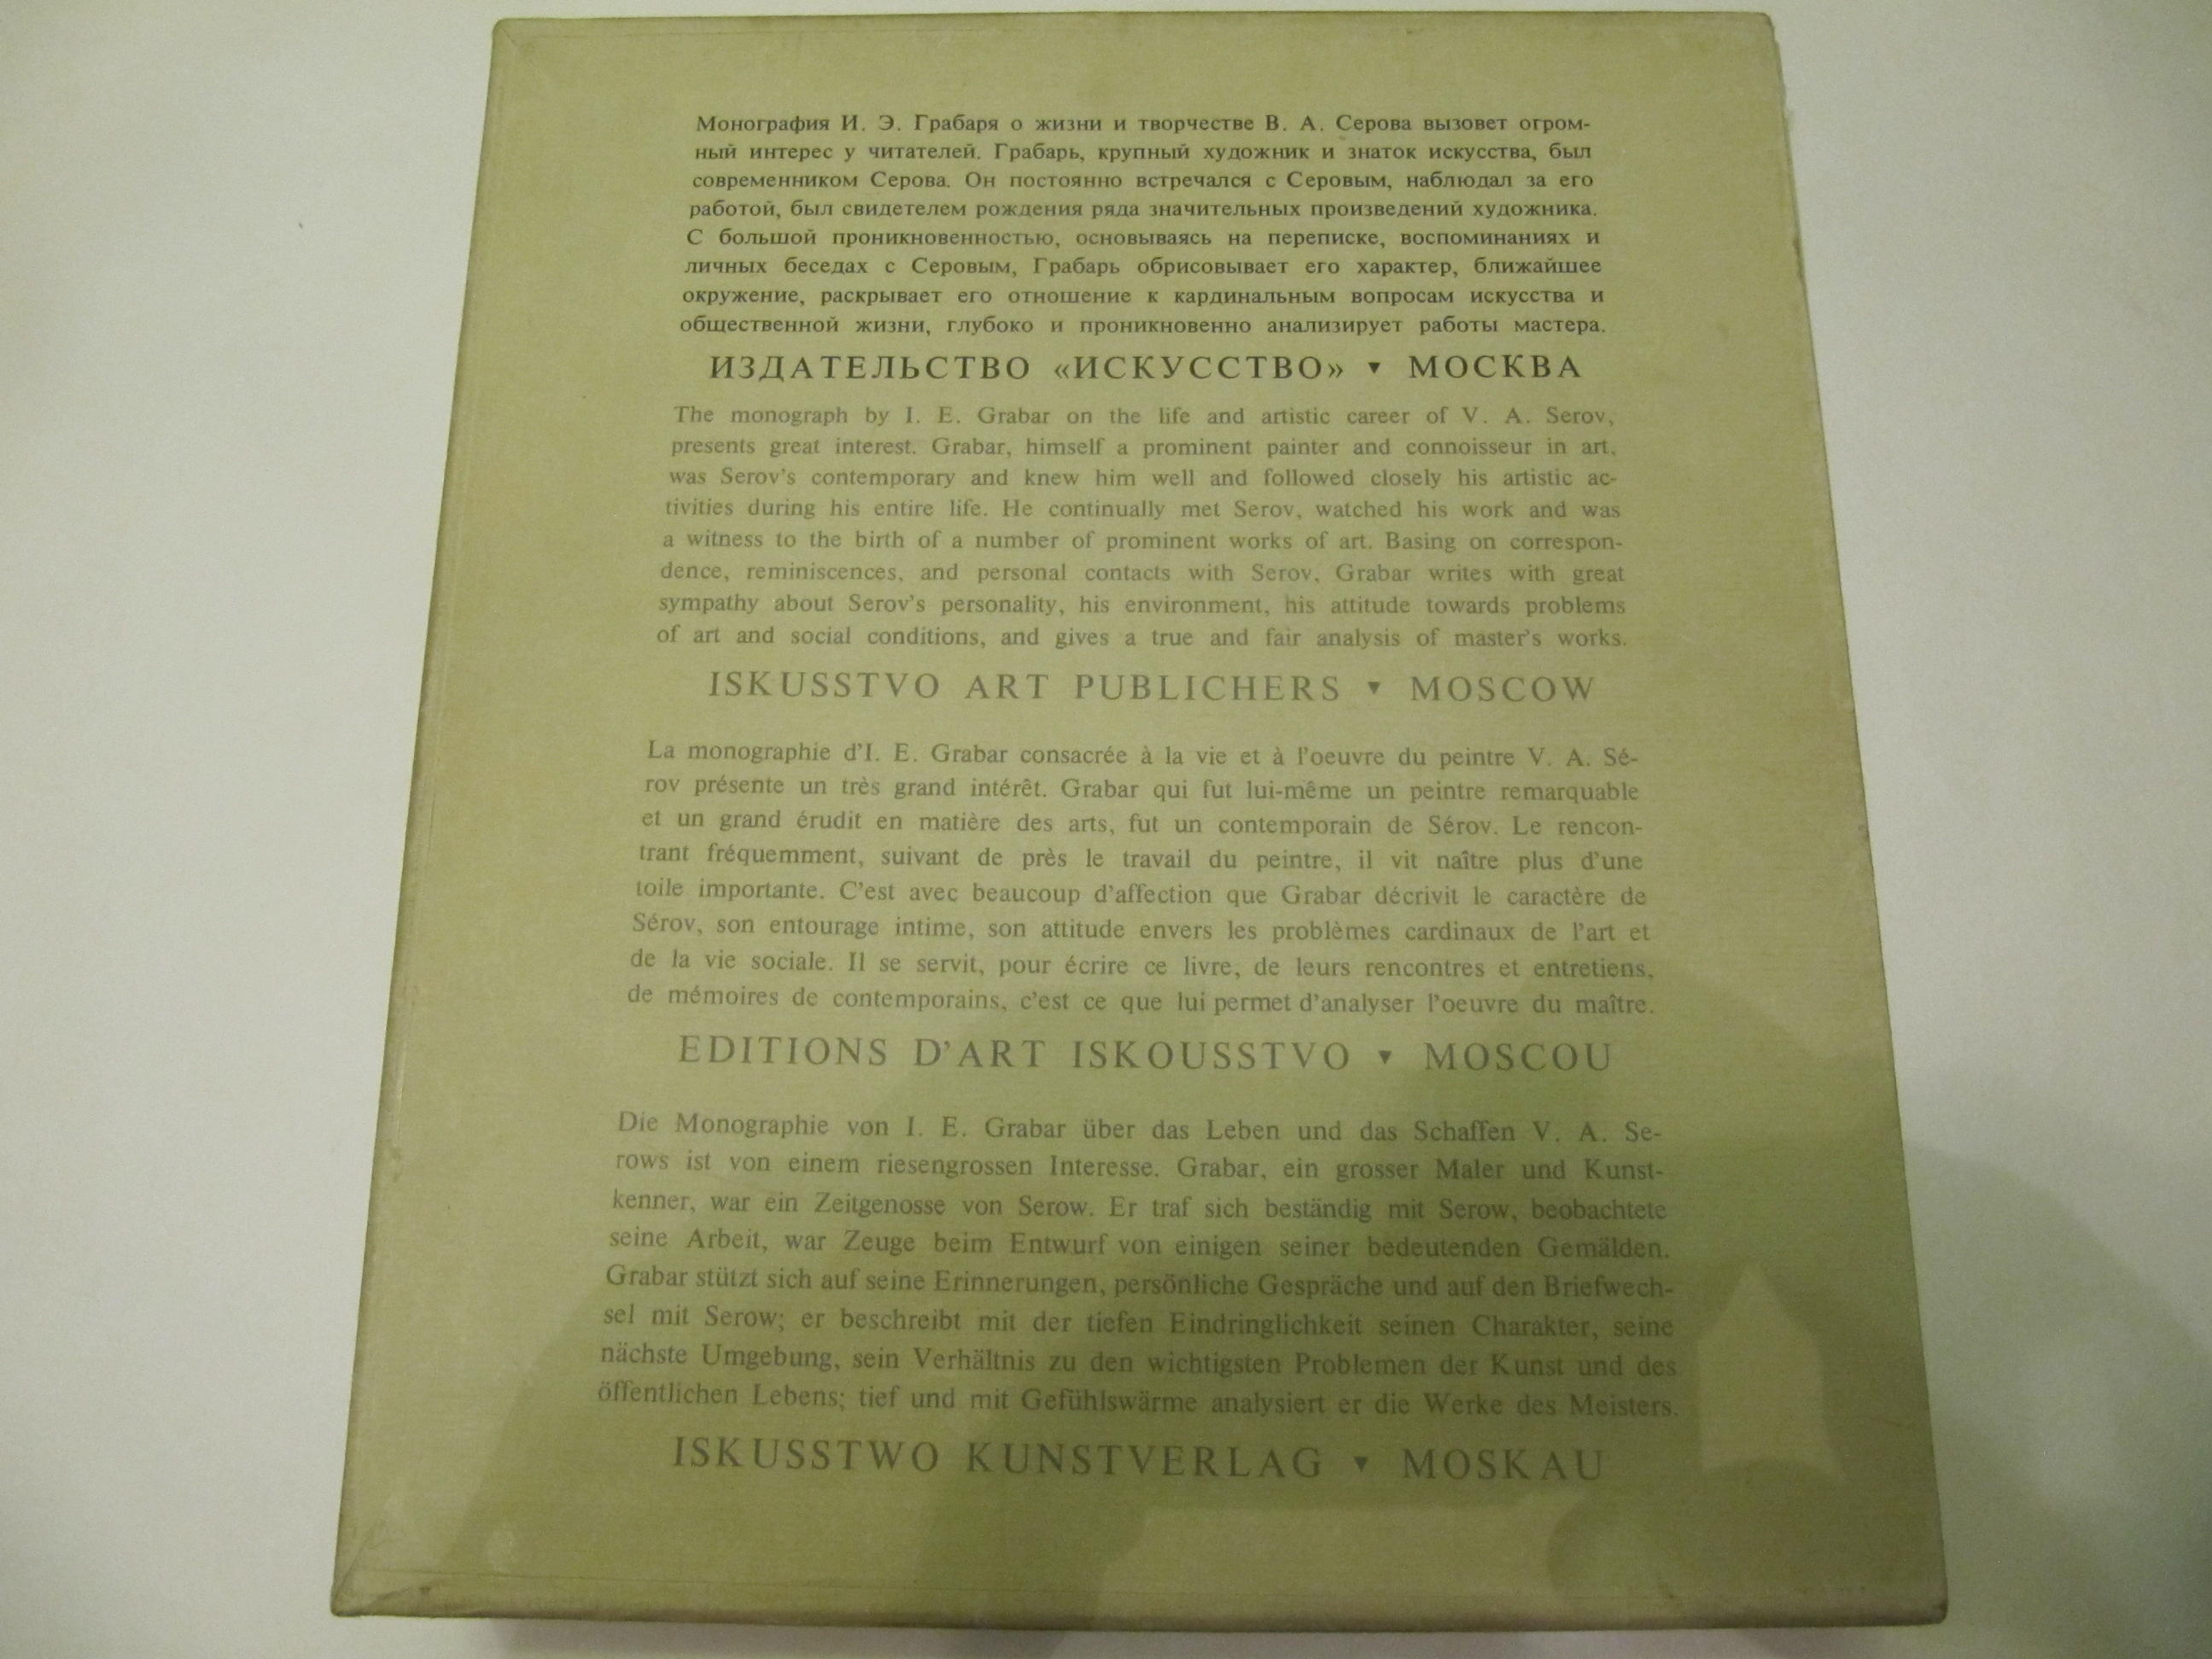 Монография И. Э. Грабаря о жизни и творчестве В. А. Серова вызовет огром-
ный интерес у читателей. Грабарь, крупный художник и знаток искусства, был
современником Серова. Он постоянно встречался с Серовым, наблюдал за его
работой, был свидетелем рождения ряда значительных произведений художника.
С большой проникновенностью, основываясь на переписке, воспоминаниях и
личных беседах с Серовым, Грабарь обрисовывает его характер, ближайшее
окружение, раскрывает его отношение к кардинальным вопросам искусства и
общественной жизни, глубоко и проникновенно анализирует работы мастера.
ИЗДАТЕЛЬСТВО «ИСКУССТВО» ▼ МОСКВА
The monograph by I. E. Grabar on the life and artistic career of V. A. Serov,
presents great interest. Grabar, himself a prominent painter and connoisseur in art,
was Serov's contemporary and knew him well and followed closely his artistic ac-
tivities during his entire life. He continually met Serov, watched his work and was
a witness to the birth of a number of prominent works of art. Basing on correspon-
dence, reminiscences, and personal contacts with Serov, Grabar writes with great
sympathy about Serov's personality, his environment, his attitude towards problems
of art and social conditions, and gives a true and fair analysis of master's works.
ISKUSSTVO ART PUBLICHERS ▼ MOSCOW
La monographie d'I. E. Grabar consacrée à la vie et à l'oeuvre du peintre V. A. Sé-
rov présente un très grand intérêt. Grabar qui fut lui-même un peintre remarquable
et un grand érudit en matière des arts, fut un contemporain de Sérov. Le rencon-
trant fréquemment, suivant de près le travail du peintre, il vit naître plus d'une
toile importante. C'est avec beaucoup d'affection que Grabar décrivit le caractère de
Sérov, son entourage intime, son attitude envers les problèmes cardinaux de l'art et
de la vie sociale. Il se servit, pour écrire ce livre, de leurs rencontres et entretiens,
de mémoires de contemporains, c'est ce que lui permet d'analyser l'oeuvre du maître.
EDITIONS D'ART ISKOUSSTVO ▼ MOSCOU
Die Monographie von I. E. Grabar über das Leben und das Schaffen V. A. Se-
rows ist von einem riesengrossen Interesse. Grabar, ein grosser Maler und Kunst-
kenner, war ein Zeitgenosse von Serow. Er traf sich beständig mit Serow, beobachtete
seine Arbeit, war Zeuge beim Entwurf von einigen seiner bedeutenden Gemälden.
Grabar stützt sich auf seine Erinnerungen, persönliche Gespräche und auf den Briefwech-
sel mit Serow; er beschreibt mit der tiefen Eindringlichkeit seinen Charakter, seine
nächste Umgebung, sein Verhältnis zu den wichtigsten Problemen der Kunst und des
öffentlichen Lebens; tief und mit Gefühlswärme analysiert er die Werke des Meisters.
ISKUSSTWO KUNSTVERLAG ▼ MOSKAU